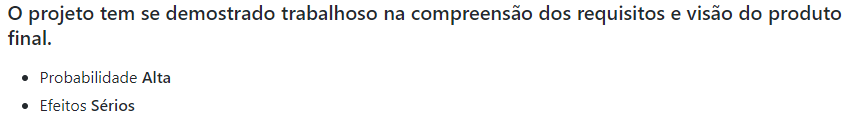 O projeto tem se demostrado trabalhoso na compreensão dos requisitos e visão do produto
final.
• Probabilidade Alta
• Efeitos Sérios